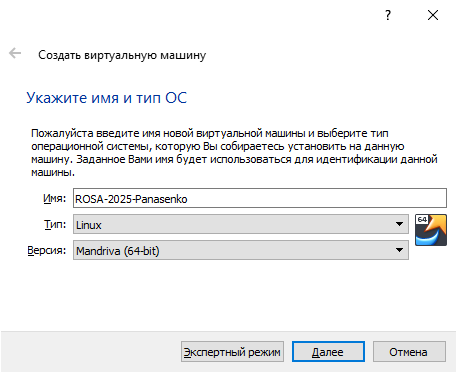 ?
Создать виртуальную машину
Укажите имя и тип ОС
Пожалуйста введите имя новой виртуальной машины и выберите тип
операционной системы, которую Вы собираетесь установить на данную
машину. Заданное Вами имя будет использоваться для идентификации данной
машины.
Имя: ROSA-2025-Panasenko
Тип: Linux
64
Версия: Mandriva (64-bit)
Экспертный режим Далее Отмена